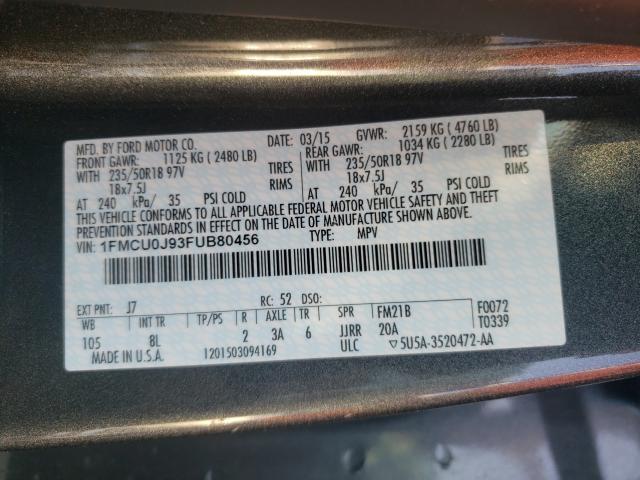 MFD. BY FORD MOTOR CO.
DATE: 03/15 GVWR: 2159 KG ( 4760 LB)
FRONT GAWR: 1125 KG ( 2480 LB)
REAR GAWR: 1034 KG ( 2280 LB)
WITH 235/50R18 97V TIRES
WITH 235/50R18 97V TIRES
18x7.5J RIMS
18x7.5J RIMS
AT 240 kPa/ 35 PSI COLD
AT 240 kPa/ 35 PSI COLD
THIS VEHICLE CONFORMS TO ALL APPLICABLE FEDERAL MOTOR VEHICLE SAFETY AND THEFT
PREVENTION STANDARDS IN EFFECT ON THE DATE OF MANUFACTURE SHOWN ABOVE.
VIN: 1FMCU0J93FUB80456 TYPE: MPV
EXT PNT: J7 RC: 52 DSO:
WB INT TR TP/PS R AXLE TR SPR FM21B F0072
105 8L 2 3A 6 JJRR 20A T0339
MADE IN U.S.A. 1201503094169 ULC ▽5U5A-3520472-AA